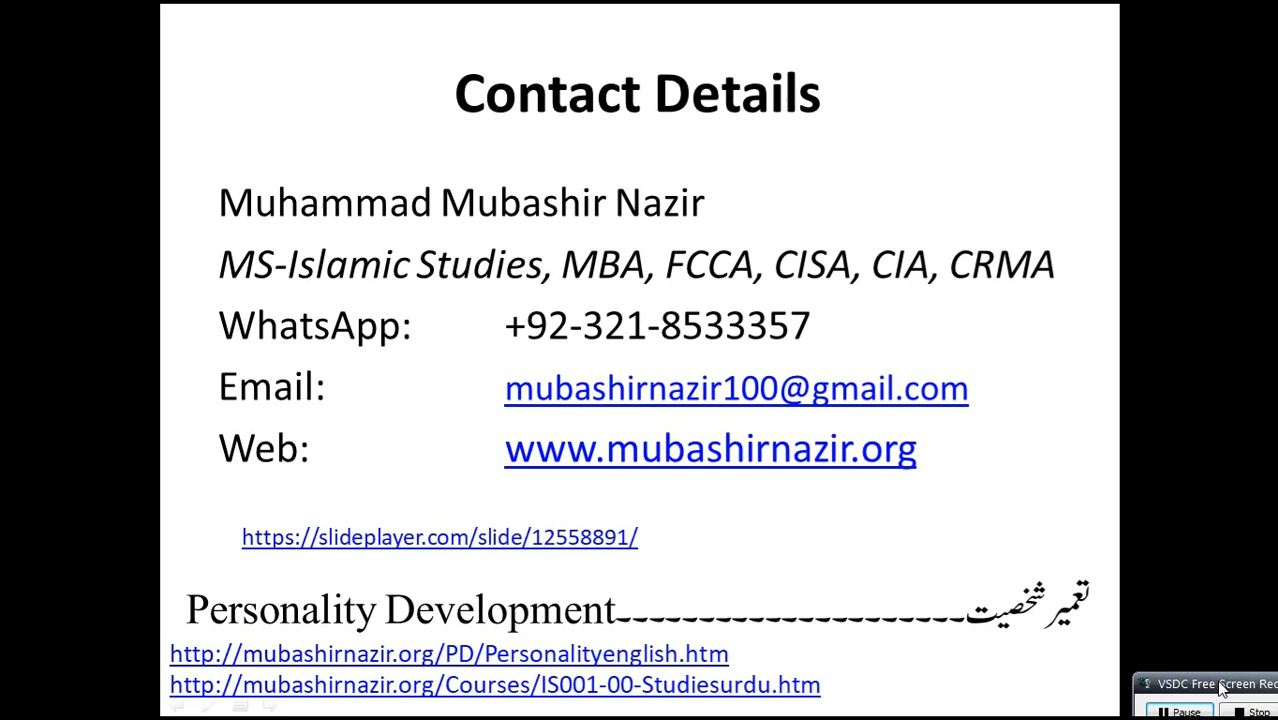 Contact Details
Muhammad Mubashir Nazir
MS-Islamic Studies, MBA, FCCA, CISA, CIA, CRMA
WhatsApp: +92-321-8533357
Email: mubashirnazir100@gmail.com
Web: www.mubashirnazir.org
https://slideplayer.com/slide/12558891/
Personality Development---------------------تعمیر شخصیت
http://mubashirnazir.org/PD/Personalityenglish.htm
http://mubashirnazir.org/Courses/IS001-00-Studiesurdu.htm
VSDC Free Screen Rec
Pause Stop